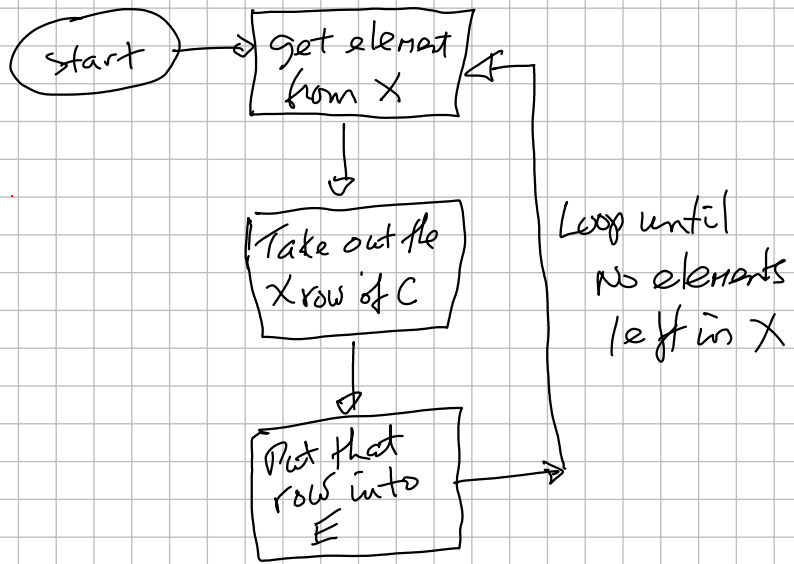 Start
get element
from X
Take out the
X row of C
Put that
row into
E
Loop until
No elements
left in X